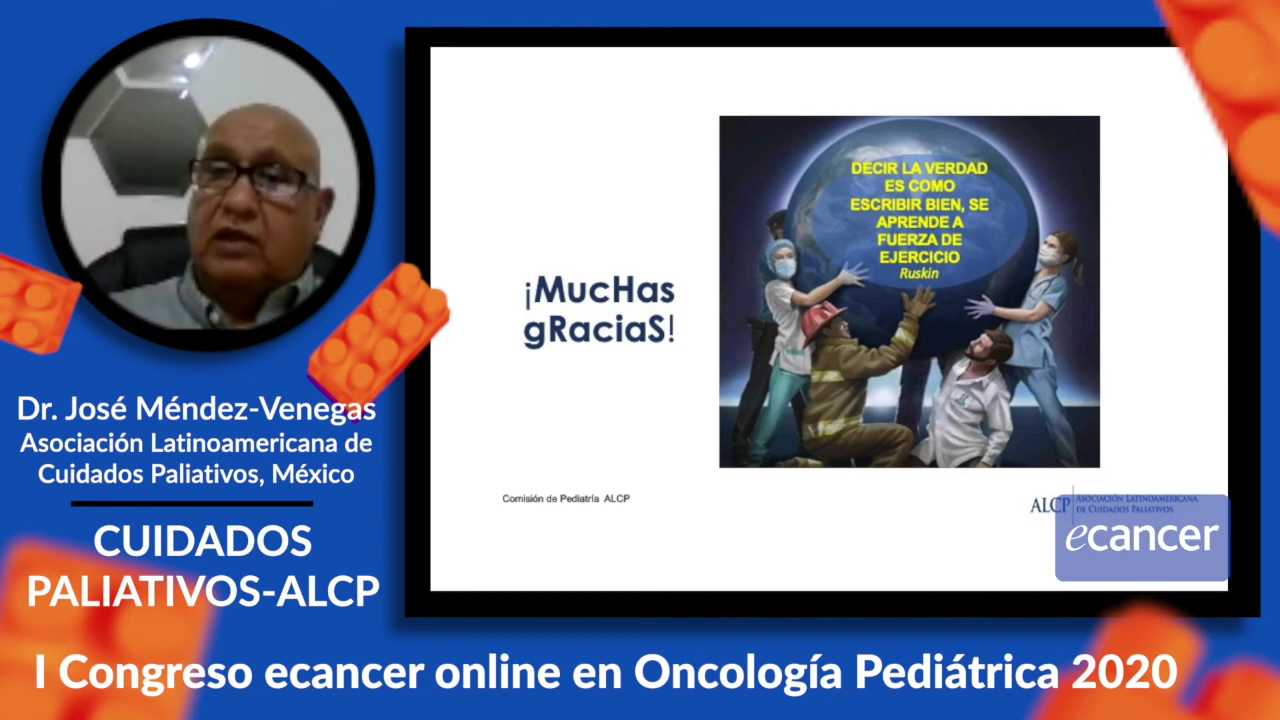 Dr. José Méndez-Venegas
Asociación Latinoamericana de
Cuidados Paliativos, México
CUIDADOS
PALIATIVOS-ALCP
¡MucHas
gRaciaS!
DECIR LA VERDAD
ES COMO
ESCRIBIR BIEN, SE
APRENDE A
FUERZA DE
EJERCICIO
Ruskin
Comisión de Pediatría ALCP
ALCP
Asociación Latinoamericana
de Cuidados Paliativos
ecancer
I Congreso ecancer online en Oncología Pediátrica 2020